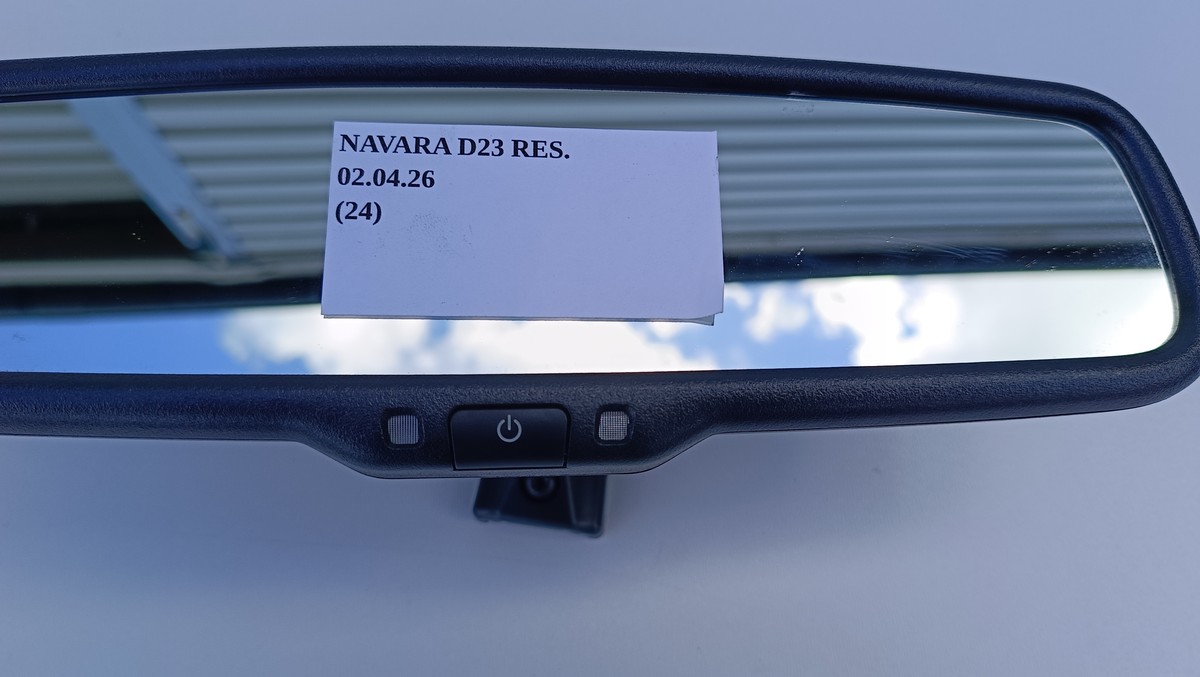 NAVARA D23 RES.
02.04.26
(24)